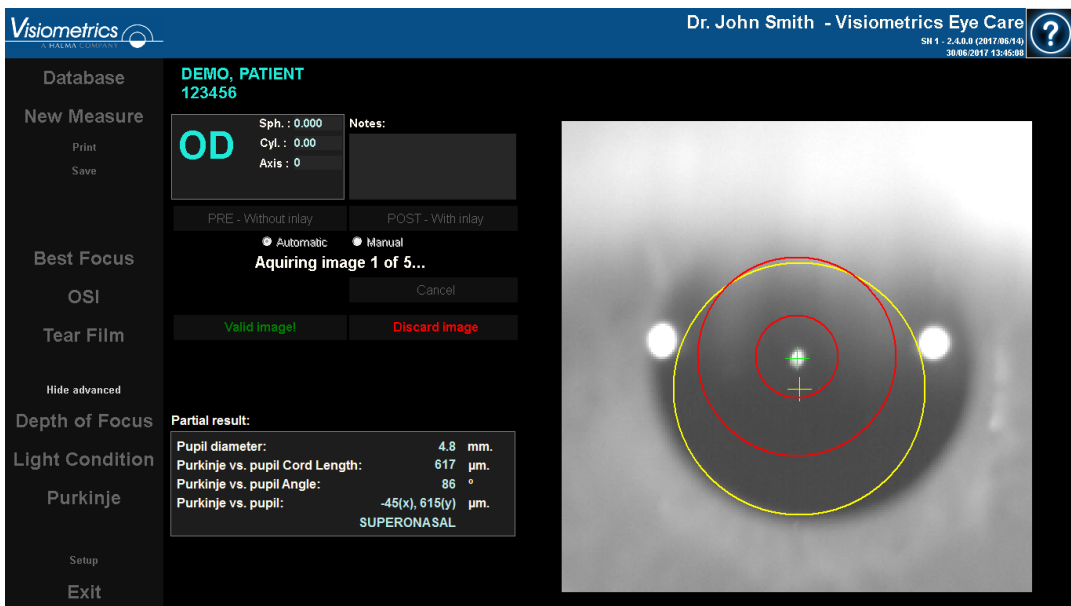 Visiometrics
A HALMA COMPANY
Dr. John Smith - Visiometrics Eye Care
SN 1 - 2.4.0.0 (2017/06/14)
30/06/2017 13:45:08
?
Database
New Measure
Print
Save
Best Focus
OSI
Tear Film
Hide advanced
Depth of Focus
Light Condition
Purkinje
Setup
Exit
DEMO, PATIENT
123456
OD
Sph. : 0.000
Cyl. : 0.00
Axis : 0
Notes:
PRE - Without inlay
POST - With inlay
Automatic
Manual
Aquiring image 1 of 5...
Cancel
Valid image!
Discard image
Partial result:
Pupil diameter: 4.8 mm.
Purkinje vs. pupil Cord Length: 617 µm.
Purkinje vs. pupil Angle: 86 º
Purkinje vs. pupil: -45(x), 615(y) µm.
SUPERONASAL